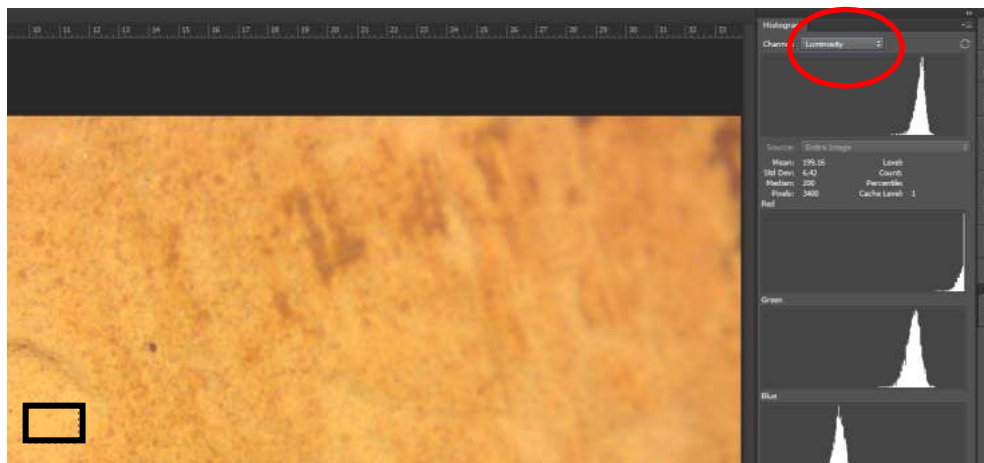 10 11 12 13 14 15 16 17 18 19 20 21 22 23 24 25 26 27 28 29 30 31 32 33
Histogra
Channel: Luminosity
Source: Entire Image
Mean: 199,16 Level:
Std Dev: 6,42 Count:
Median: 200 Percentile:
Pixels: 3400 Cache Level: 1
Red
Green
Blue